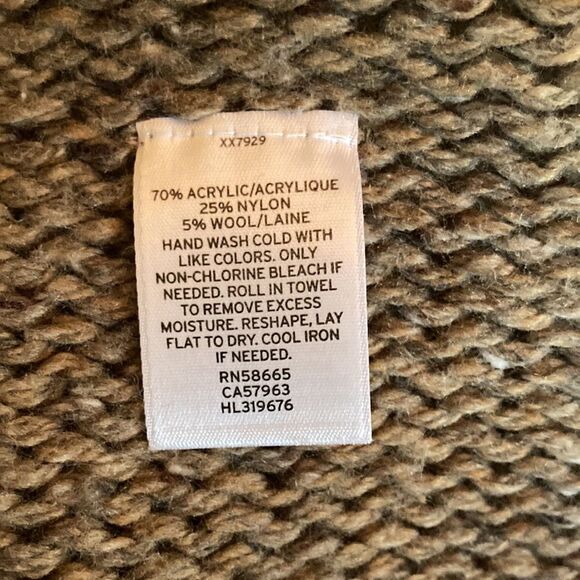 XX7929
70% ACRYLIC/ACRYLIQUE
25% NYLON
5% WOOL/LAINE
HAND WASH COLD WITH
LIKE COLORS. ONLY
NON-CHLORINE BLEACH IF
NEEDED. ROLL IN TOWEL
TO REMOVE EXCESS
MOISTURE. RESHAPE, LAY
FLAT TO DRY. COOL IRON
IF NEEDED.
RN58665
CA57963
HL319676